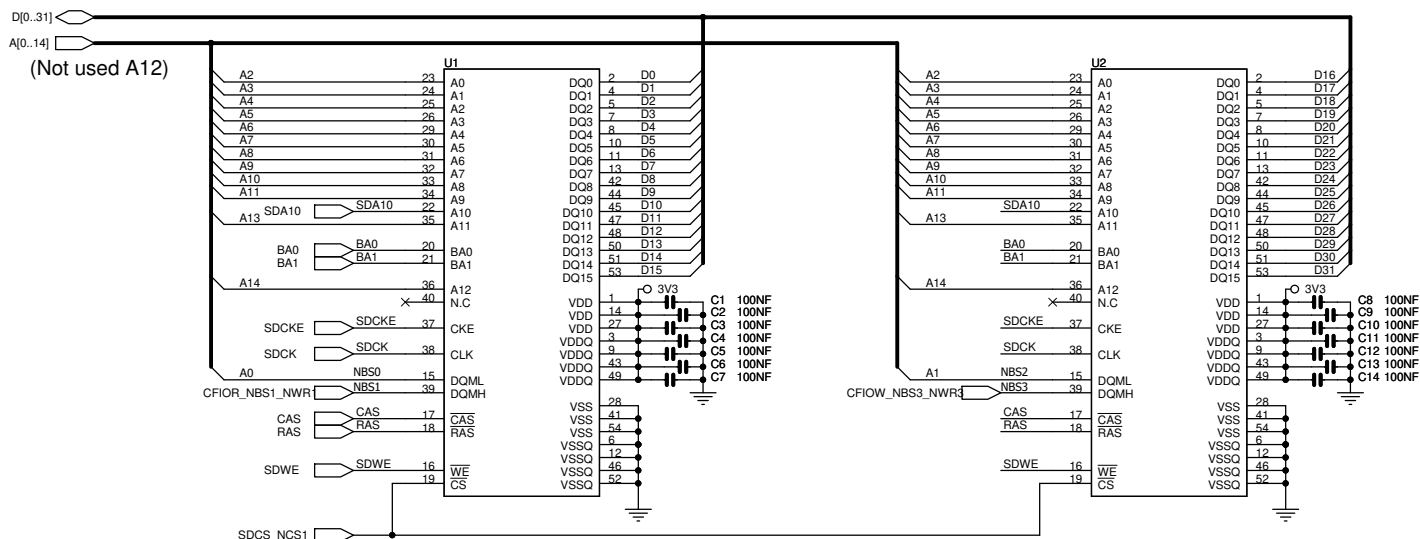 D[0..31]
A[0..14]
(Not used A12)
U1
A2 23 A0 DQ0 2 D0
A3 24 A1 DQ1 4 D1
A4 25 A2 DQ2 5 D2
A5 26 A3 DQ3 7 D3
A6 29 A4 DQ4 8 D4
A7 30 A5 DQ5 10 D5
A8 31 A6 DQ6 11 D6
A9 32 A7 DQ7 13 D7
A10 33 A8 DQ8 42 D8
A11 34 A9 DQ9 44 D9
SDA10 SDA10 22 A10 DQ10 45 D10
A13 35 A11 DQ11 47 D11
DQ12 48 D12
BA0 BA0 20 BA0 DQ13 50 D13
BA1 BA1 21 BA1 DQ14 51 D14
DQ15 53 D15
A14 36 A12 3V3
40 N.C VDD 1 C1 100NF
VDD 14 C2 100NF
SDCKE SDCKE 37 CKE VDD 27 C3 100NF
VDDQ 3 C4 100NF
SDCK SDCK 38 CLK VDDQ 9 C5 100NF
VDDQ 43 C6 100NF
A0 NBS0 15 DQML VDDQ 49 C7 100NF
CFIOR_NBS1_NWR1 NBS1 39 DQMH
VSS 28
CAS CAS 17 CAS VSS 41
RAS RAS 18 RAS VSS 54
VSSQ 6
VSSQ 12
SDWE SDWE 16 WE VSSQ 46
19 CS VSSQ 52
SDCS_NCS1
U2
A2 23 A0 DQ0 2 D16
A3 24 A1 DQ1 4 D17
A4 25 A2 DQ2 5 D18
A5 26 A3 DQ3 7 D19
A6 29 A4 DQ4 8 D20
A7 30 A5 DQ5 10 D21
A8 31 A6 DQ6 11 D22
A9 32 A7 DQ7 13 D23
A10 33 A8 DQ8 42 D24
A11 34 A9 DQ9 44 D25
SDA10 22 A10 DQ10 45 D26
A13 35 A11 DQ11 47 D27
DQ12 48 D28
BA0 20 BA0 DQ13 50 D29
BA1 21 BA1 DQ14 51 D30
DQ15 53 D31
A14 36 A12 3V3
40 N.C VDD 1 C8 100NF
VDD 14 C9 100NF
SDCKE 37 CKE VDD 27 C10 100NF
VDDQ 3 C11 100NF
SDCK 38 CLK VDDQ 9 C12 100NF
VDDQ 43 C13 100NF
A1 NBS2 15 DQML VDDQ 49 C14 100NF
CFIOW_NBS3_NWR3 NBS3 39 DQMH
VSS 28
CAS 17 CAS VSS 41
RAS 18 RAS VSS 54
VSSQ 6
VSSQ 12
SDWE 16 WE VSSQ 46
19 CS VSSQ 52